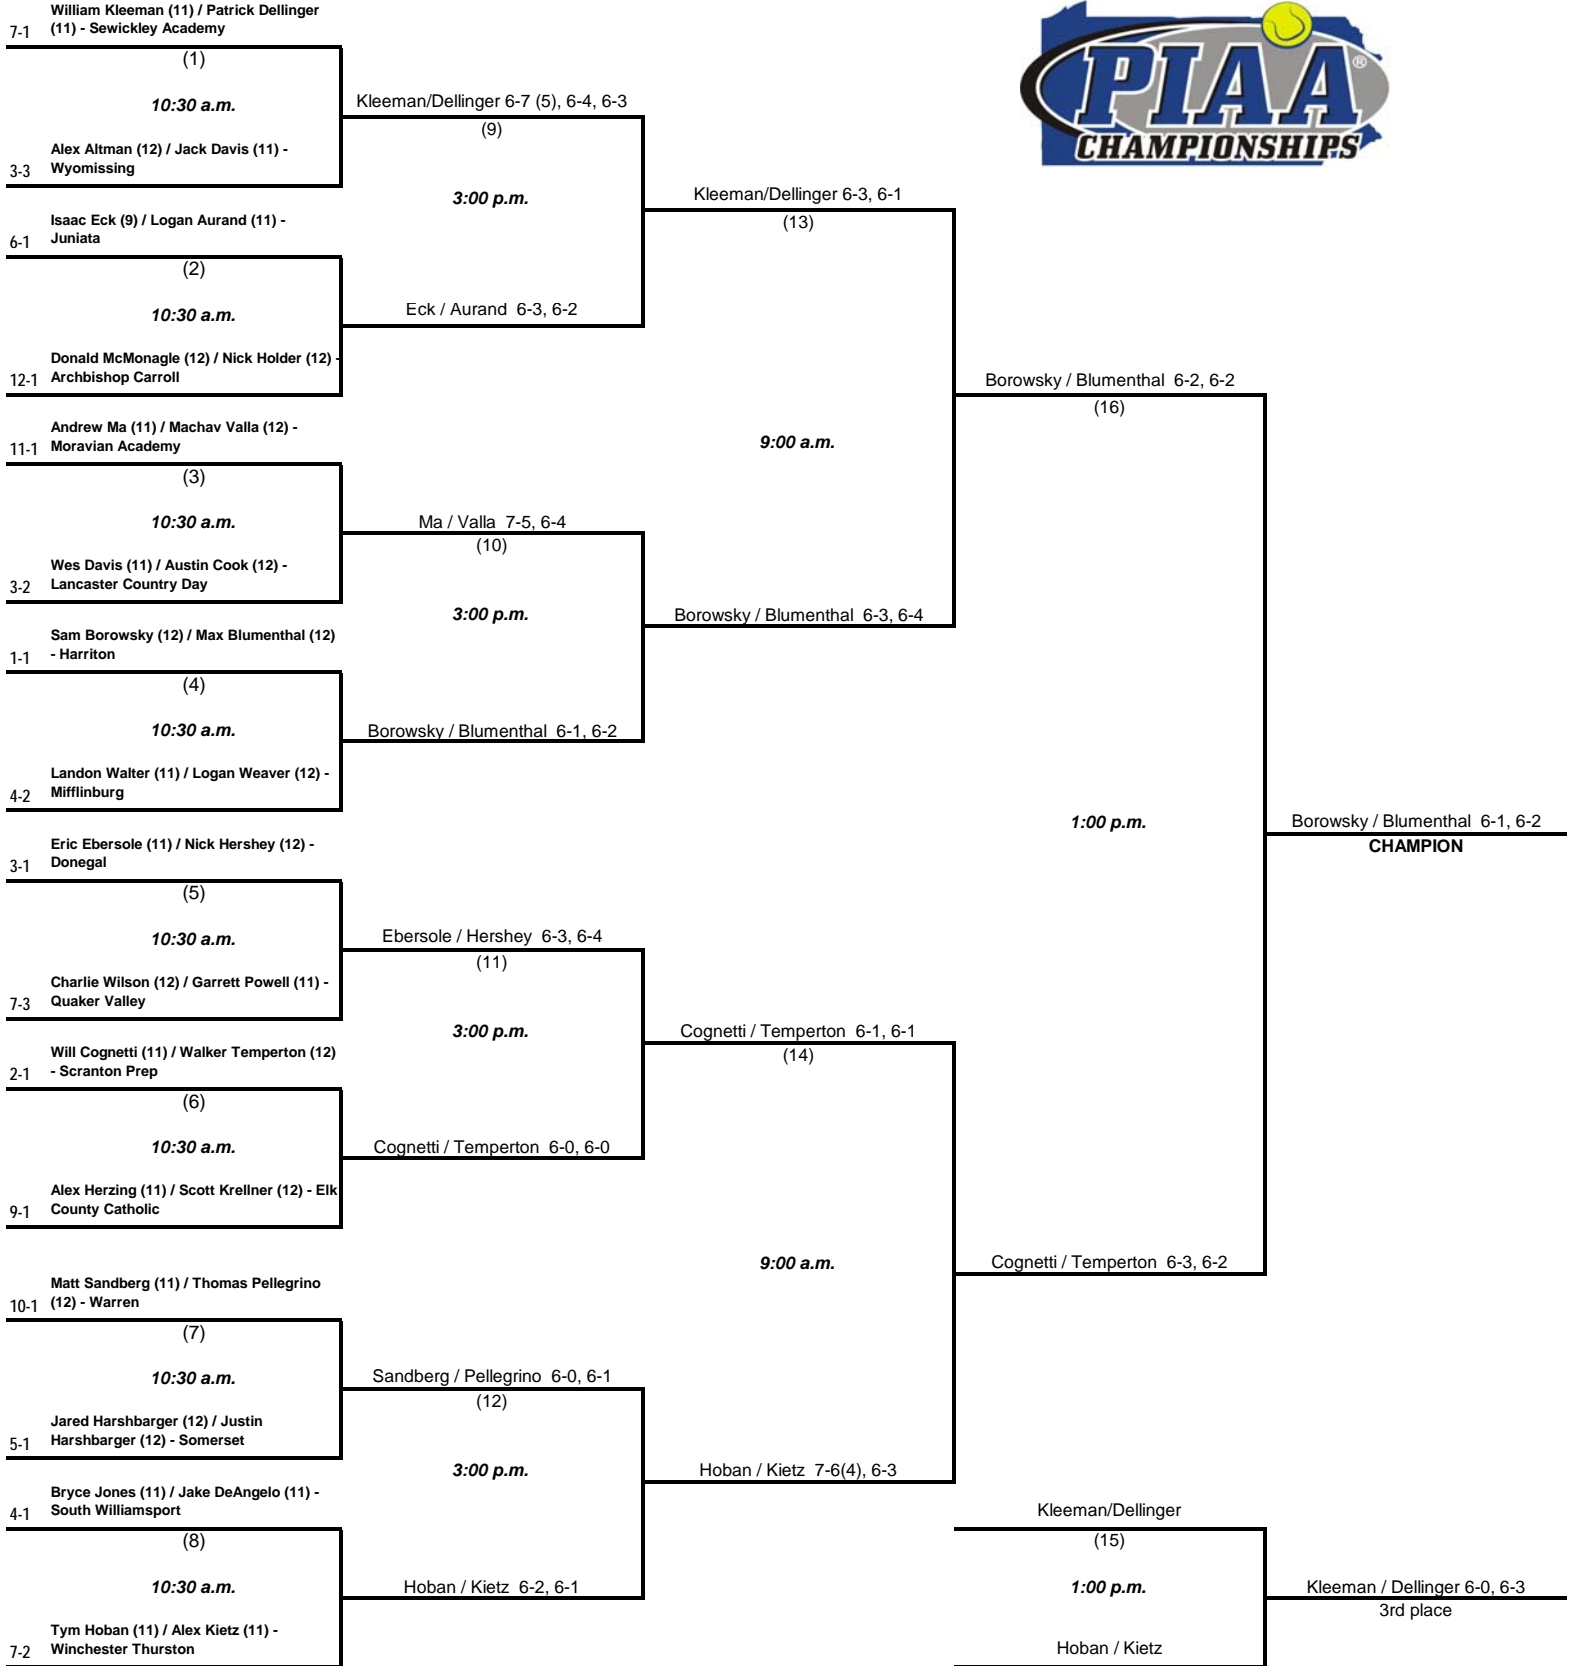 William Kleeman (11) / Patrick Dellinger
7-1 (11) - Sewickley Academy
(1)
10:30 a.m.
Alex Altman (12) / Jack Davis (11) -
3-3 Wyomissing
Isaac Eck (9) / Logan Aurand (11) -
6-1 Juniata
(2)
10:30 a.m.
Donald McMonagle (12) / Nick Holder (12) -
12-1 Archbishop Carroll
Andrew Ma (11) / Machav Valla (12) -
11-1 Moravian Academy
(3)
10:30 a.m.
Wes Davis (11) / Austin Cook (12) -
3-2 Lancaster Country Day
Sam Borowsky (12) / Max Blumenthal (12)
1-1 - Harriton
(4)
10:30 a.m.
Landon Walter (11) / Logan Weaver (12) -
4-2 Mifflinburg
Eric Ebersole (11) / Nick Hershey (12) -
3-1 Donegal
(5)
10:30 a.m.
Charlie Wilson (12) / Garrett Powell (11) -
7-3 Quaker Valley
Will Cognetti (11) / Walker Temperton (12)
2-1 - Scranton Prep
(6)
10:30 a.m.
Alex Herzing (11) / Scott Krellner (12) - Elk
9-1 County Catholic
Matt Sandberg (11) / Thomas Pellegrino
10-1 (12) - Warren
(7)
10:30 a.m.
Jared Harshbarger (12) / Justin
5-1 Harshbarger (12) - Somerset
Bryce Jones (11) / Jake DeAngelo (11) -
4-1 South Williamsport
(8)
10:30 a.m.
Tym Hoban (11) / Alex Kietz (11) -
7-2 Winchester Thurston
Kleeman/Dellinger 6-7 (5), 6-4, 6-3
(9)
3:00 p.m.
Eck / Aurand 6-3, 6-2
Ma / Valla 7-5, 6-4
(10)
3:00 p.m.
Borowsky / Blumenthal 6-1, 6-2
Ebersole / Hershey 6-3, 6-4
(11)
3:00 p.m.
Cognetti / Temperton 6-0, 6-0
Sandberg / Pellegrino 6-0, 6-1
(12)
3:00 p.m.
Hoban / Kietz 6-2, 6-1
Kleeman/Dellinger 6-3, 6-1
(13)
9:00 a.m.
Borowsky / Blumenthal 6-3, 6-4
Cognetti / Temperton 6-1, 6-1
(14)
9:00 a.m.
Hoban / Kietz 7-6(4), 6-3
PIAA®
CHAMPIONSHIPS
Borowsky / Blumenthal 6-2, 6-2
(16)
1:00 p.m.
Cognetti / Temperton 6-3, 6-2
Borowsky / Blumenthal 6-1, 6-2
CHAMPION
Kleeman/Dellinger
(15)
1:00 p.m.
Hoban / Kietz
Kleeman / Dellinger 6-0, 6-3
3rd place